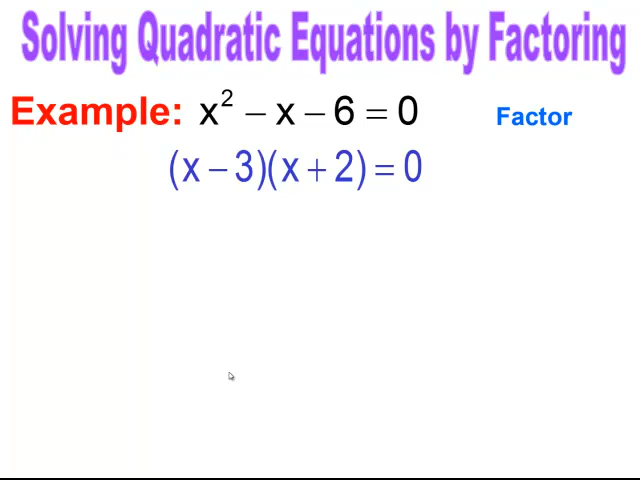 Solving Quadratic Equations by Factoring
Example: x² − x − 6 = 0 Factor
(x − 3)(x + 2) = 0